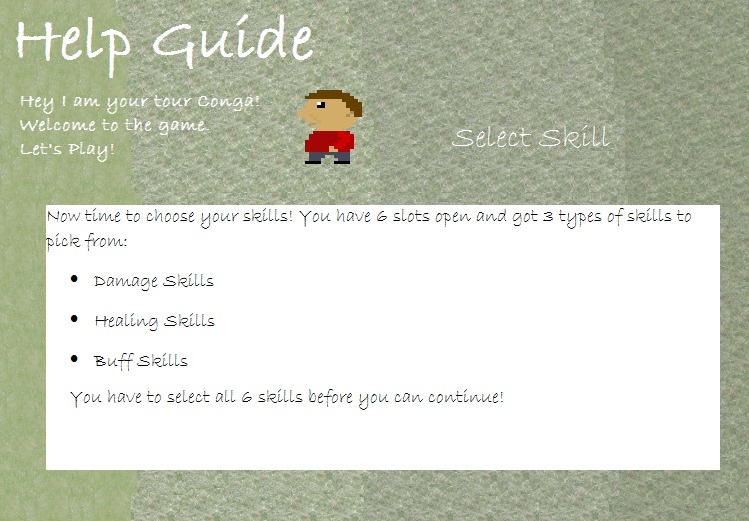 Help Guide
Hey I am your tour Conga!
Welcome to the game.
Let's Play!
Select Skill
Now time to choose your skills! You have 6 slots open and got 3 types of skills to
pick from:
• Damage Skills
• Healing Skills
• Buff Skills
You have to select all 6 skills before you can continue!